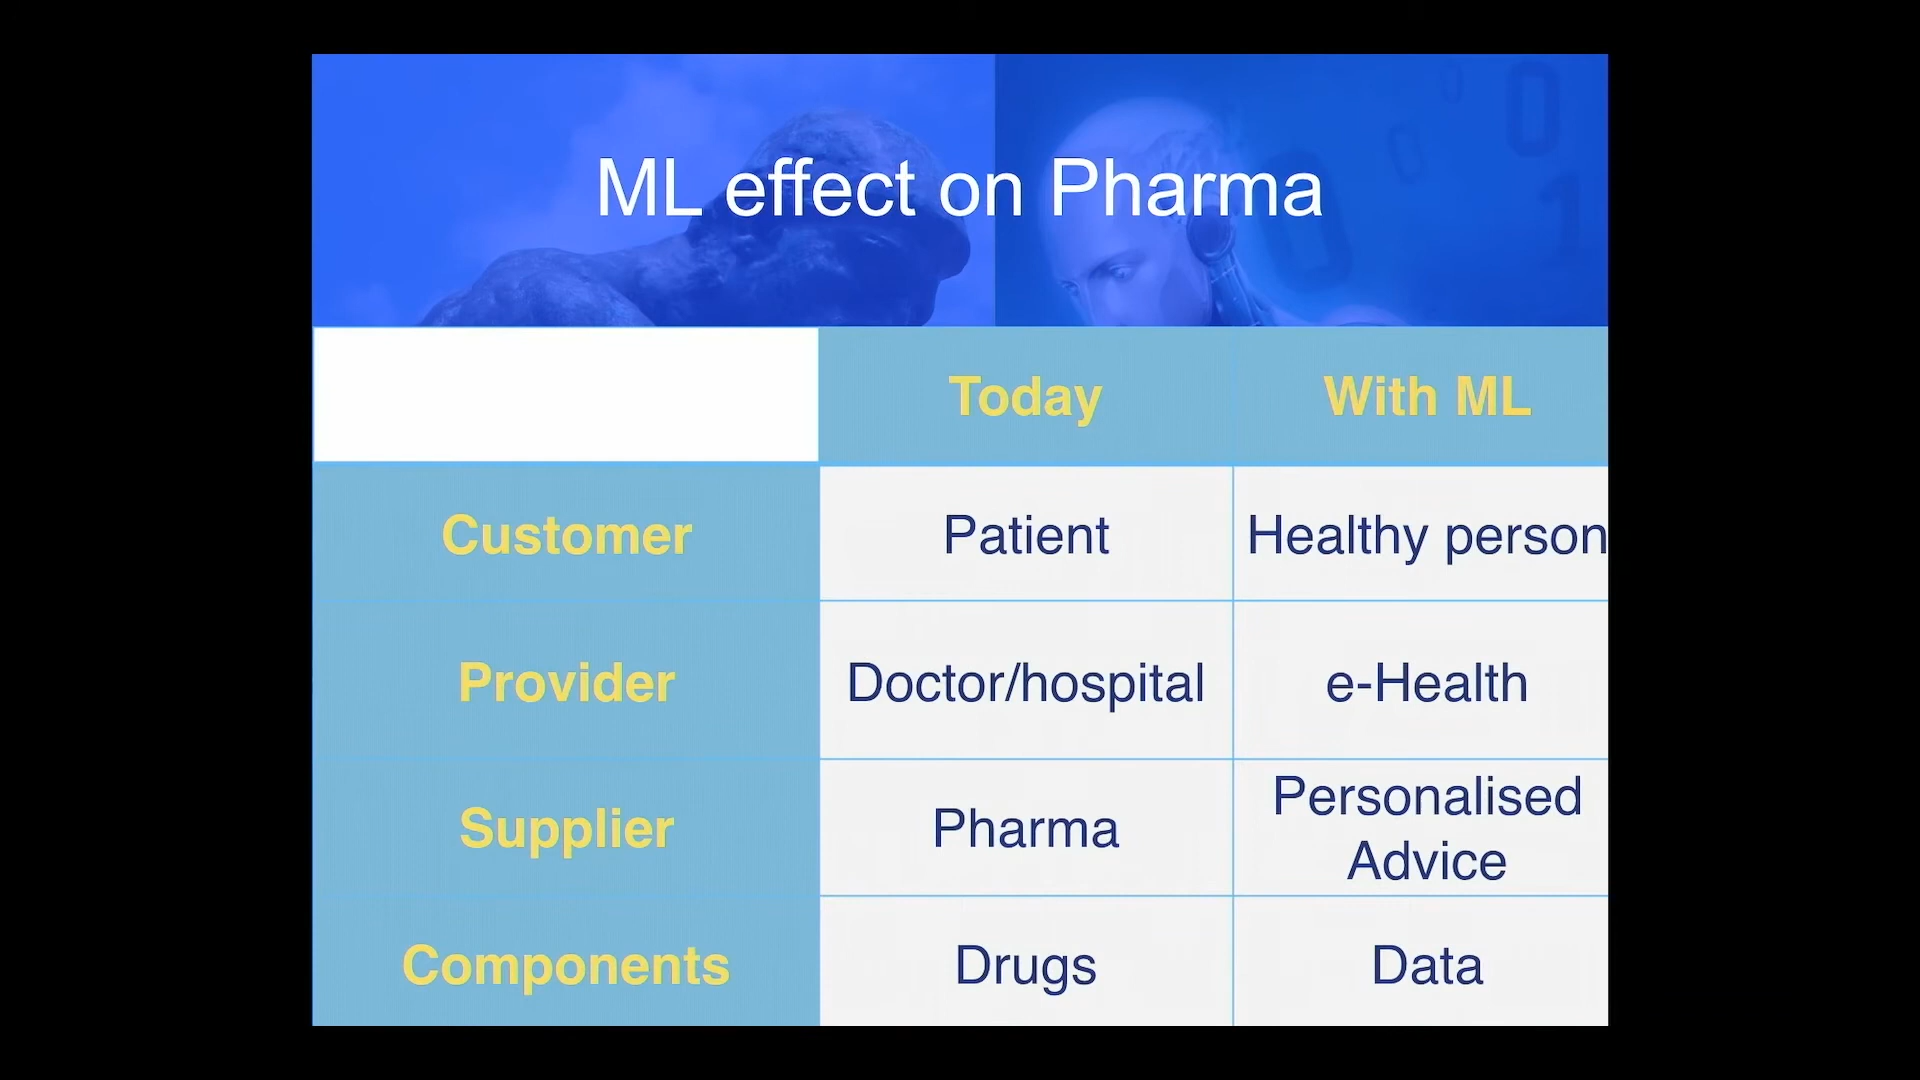 ML effect on Pharma
Today With ML
Customer Patient Healthy person
Provider Doctor/hospital e-Health
Supplier Pharma Personalised
Advice
Components Drugs Data